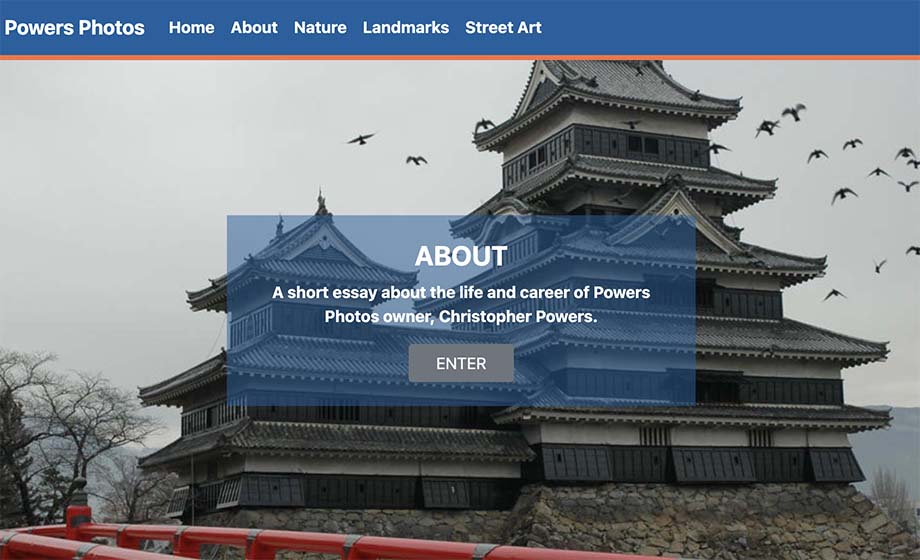 Powers Photos Home About Nature Landmarks Street Art
ABOUT
A short essay about the life and career of Powers
Photos owner, Christopher Powers.
ENTER